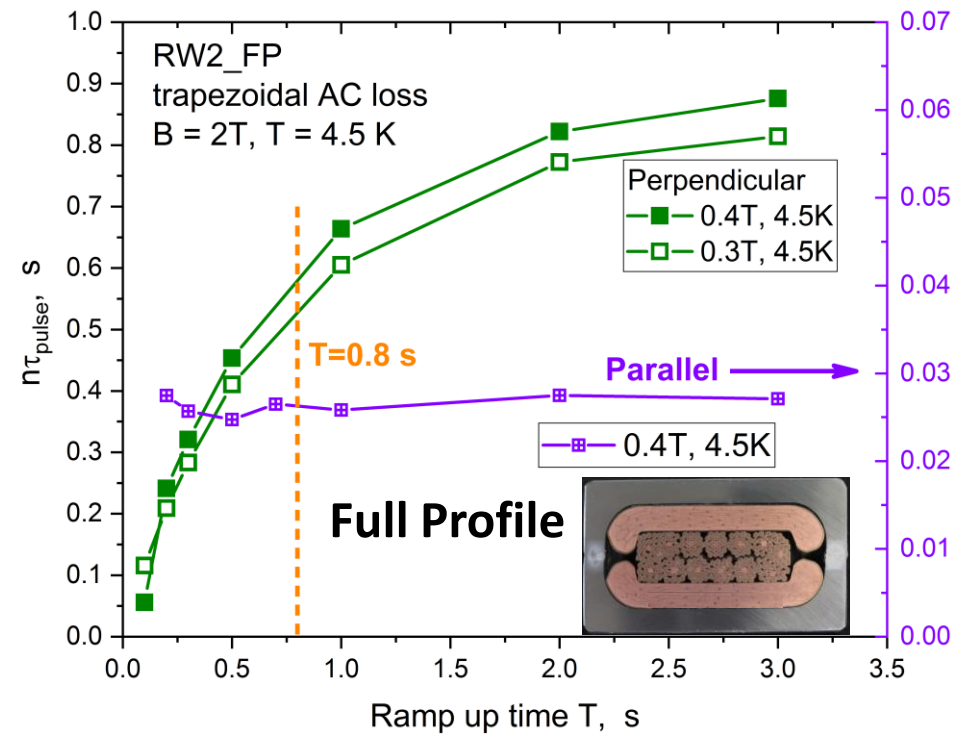 RW2_FP
trapezoidal AC loss
B = 2T, T = 4.5 K
Perpendicular
0.4T, 4.5K
0.3T, 4.5K
T=0.8 s
Parallel
0.4T, 4.5K
Full Profile
nτpulse, s
1.0
0.9
0.8
0.7
0.6
0.5
0.4
0.3
0.2
0.1
0.0
0.07
0.06
0.05
0.04
0.03
0.02
0.01
0.00
0.0 0.5 1.0 1.5 2.0 2.5 3.0 3.5
Ramp up time T, s